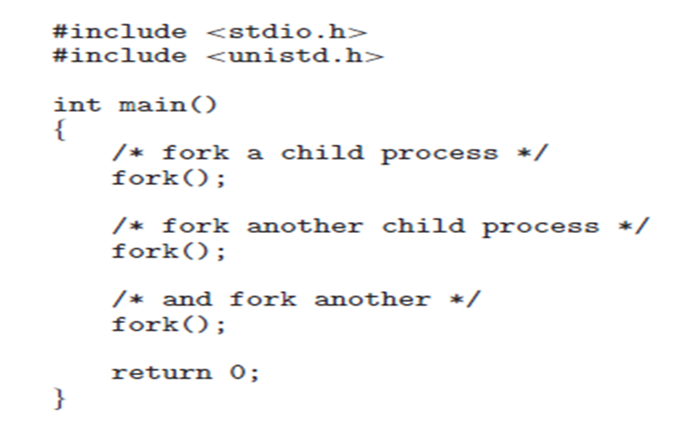 #include <stdio.h>
#include <unistd.h>
int main()
{
/* fork a child process */
fork();
/* fork another child process */
fork();
/* and fork another */
fork();
return 0;
}